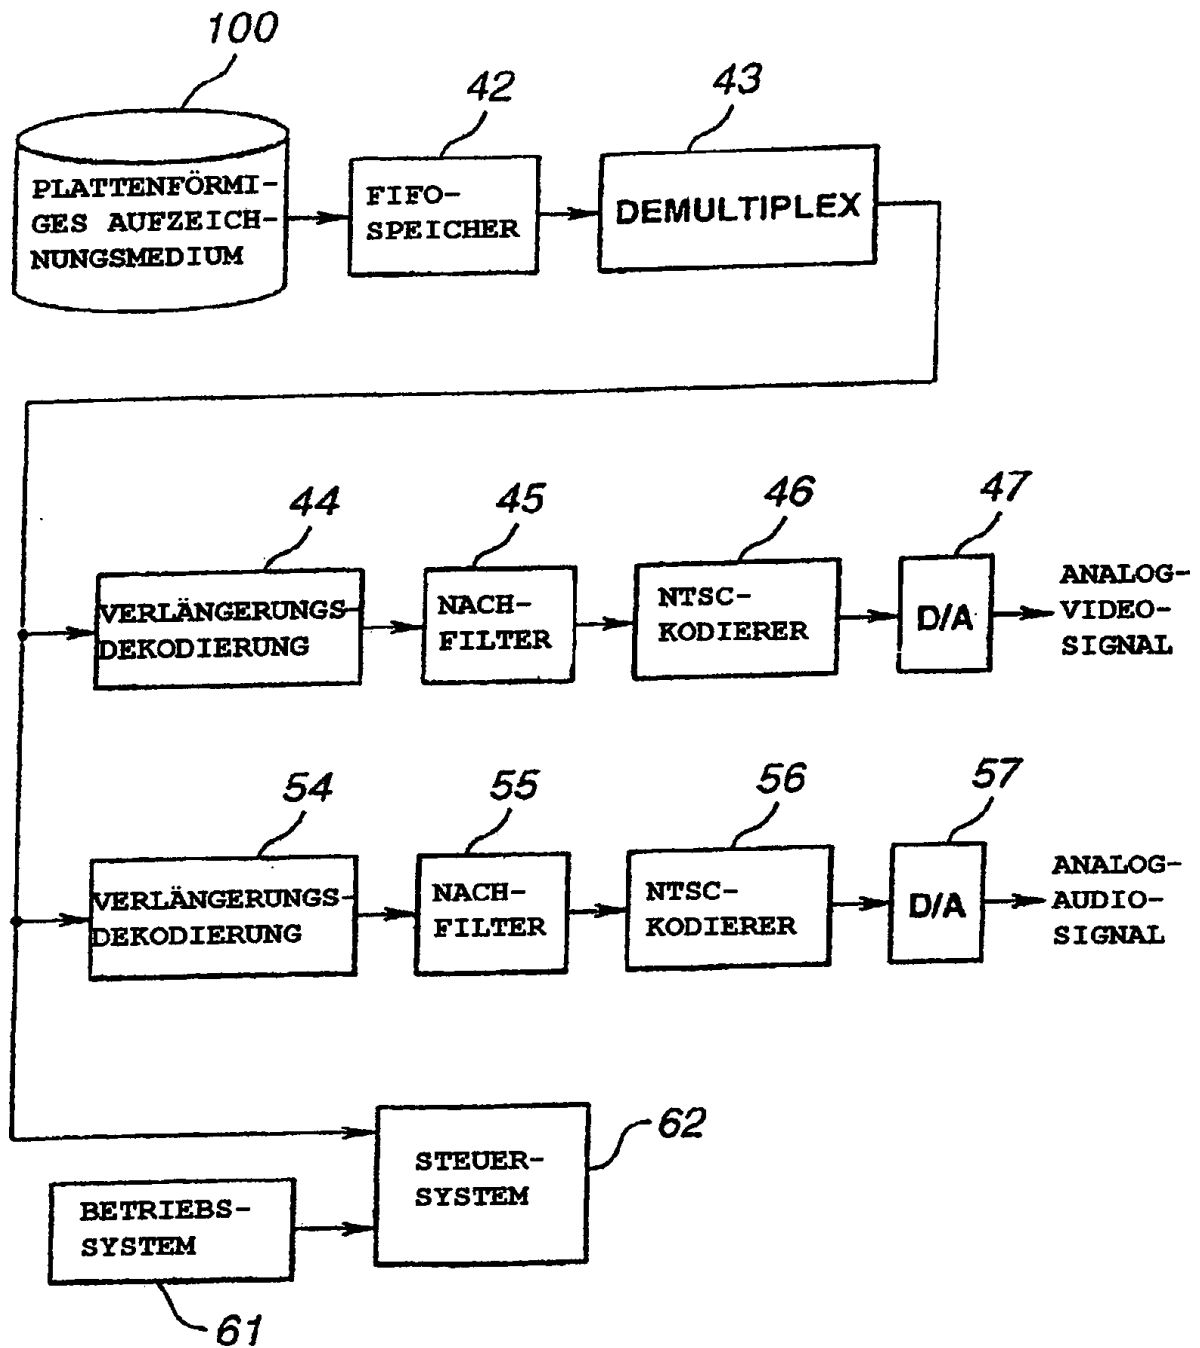 100
42
43
PLATTENFÖRMI-
GES AUFZEICH-
NUNGSMEDIUM
FIFO-
SPEICHER
DEMULTIPLEX
44
45
46
47
VERLÄNGERUNGS-
DEKODIERUNG
NACH-
FILTER
NTSC-
KODIERER
D/A
ANALOG-
VIDEO-
SIGNAL
54
55
56
57
VERLÄNGERUNGS-
DEKODIERUNG
NACH-
FILTER
NTSC-
KODIERER
D/A
ANALOG-
AUDIO-
SIGNAL
62
STEUER-
SYSTEM
BETRIEBS-
SYSTEM
61